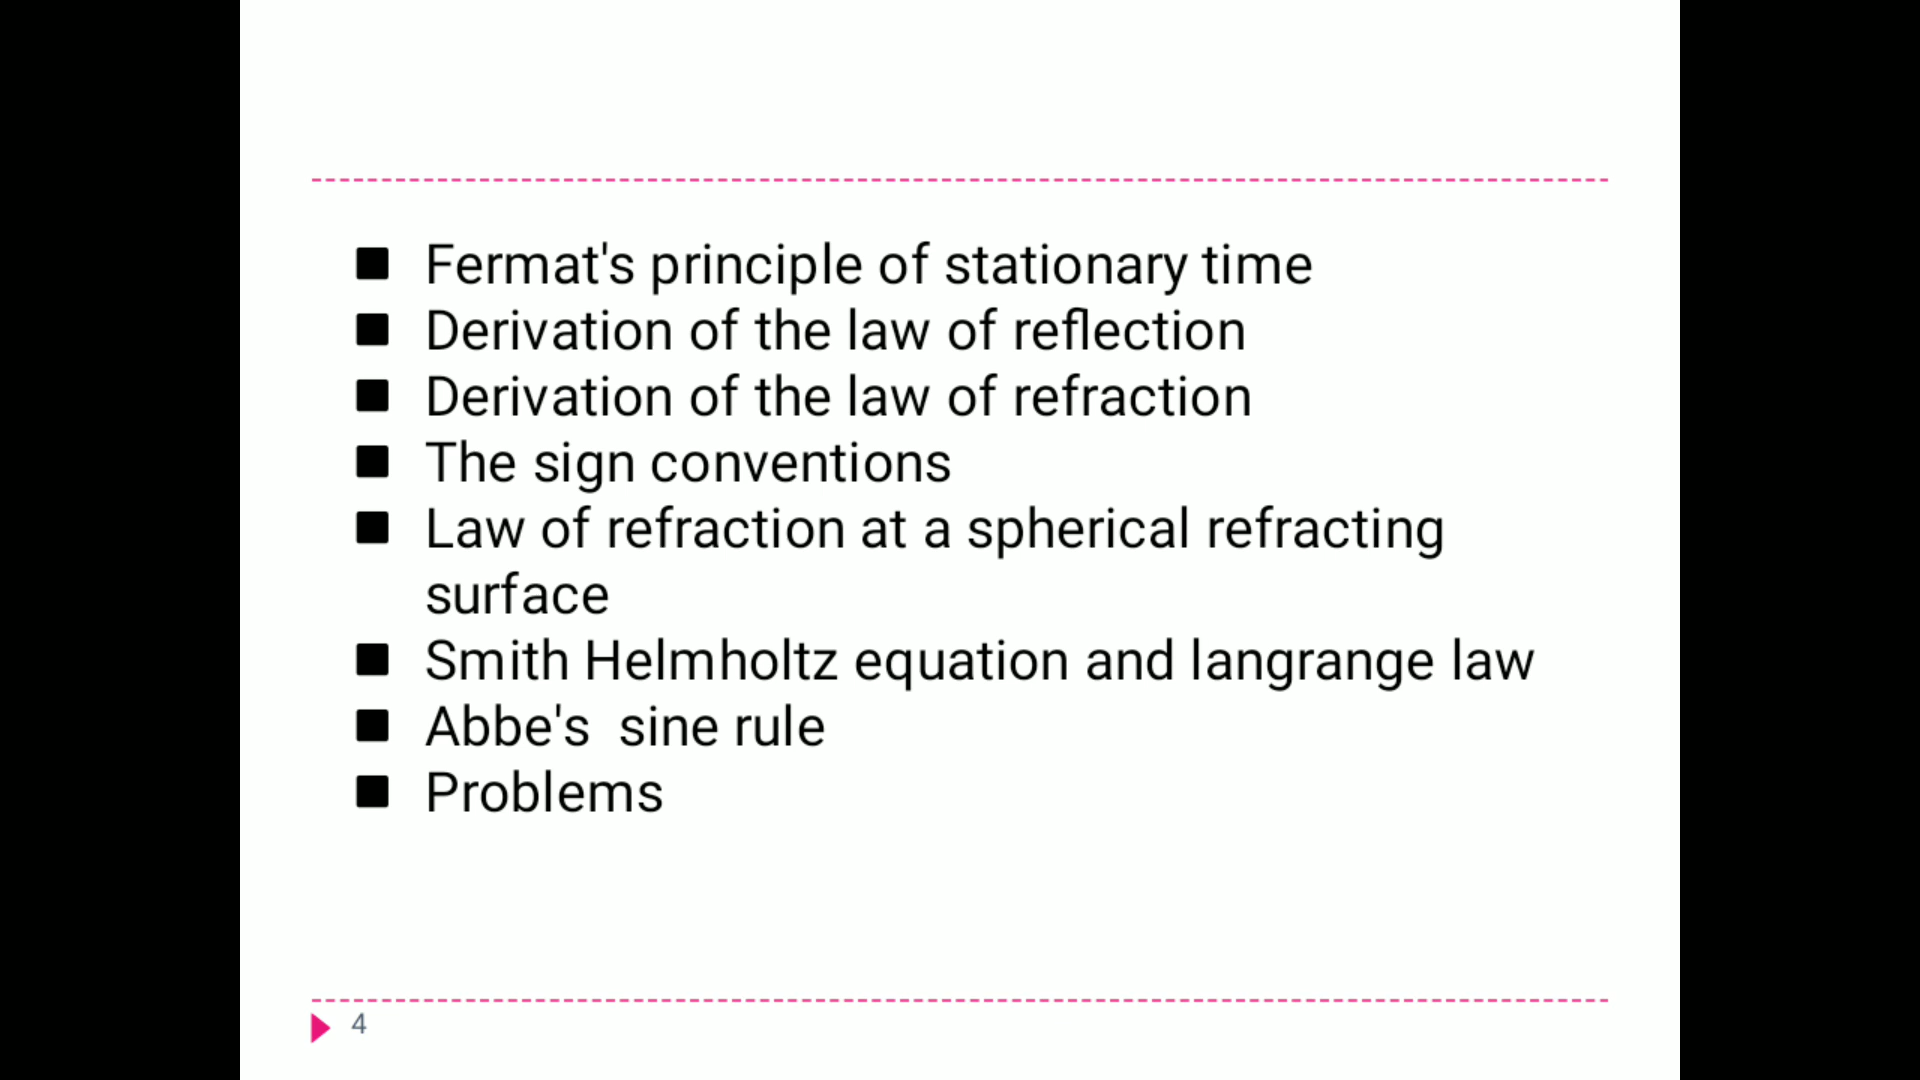 ■ Fermat's principle of stationary time
■ Derivation of the law of reflection
■ Derivation of the law of refraction
■ The sign conventions
■ Law of refraction at a spherical refracting
surface
■ Smith Helmholtz equation and langrange law
■ Abbe's  sine rule
■ Problems
4